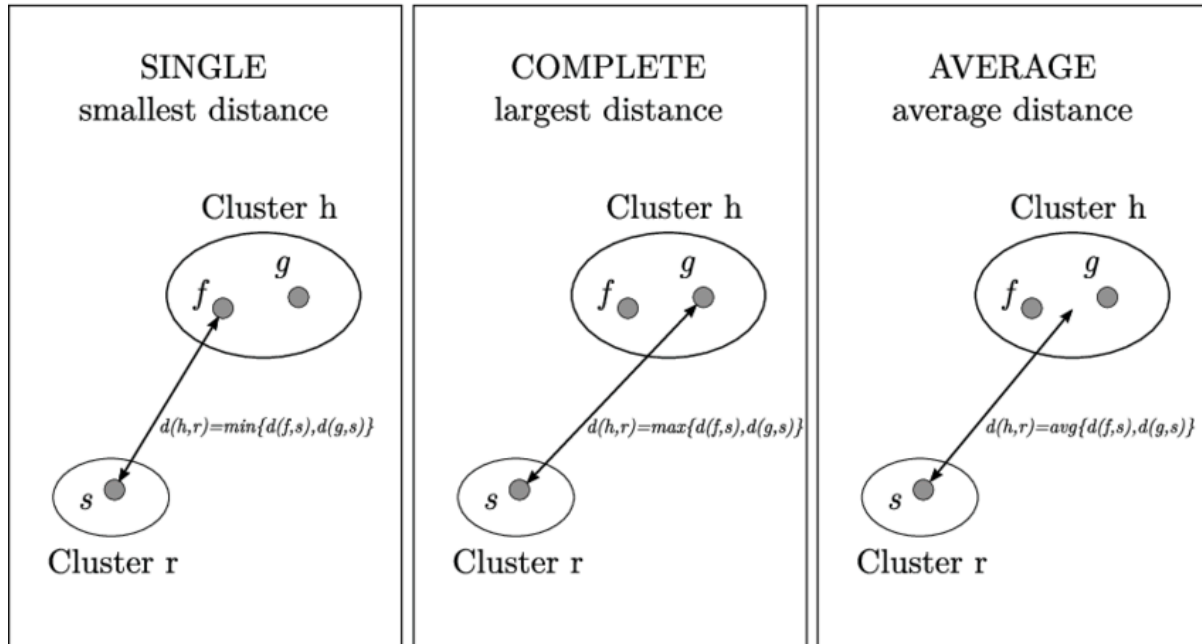 SINGLE
smallest distance
Cluster h
g
f
d(h,r)=min{d(f,s),d(g,s)}
s
Cluster r
COMPLETE
largest distance
Cluster h
g
f
d(h,r)=max{d(f,s),d(g,s)}
s
Cluster r
AVERAGE
average distance
Cluster h
g
f
d(h,r)=avg{d(f,s),d(g,s)}
s
Cluster r